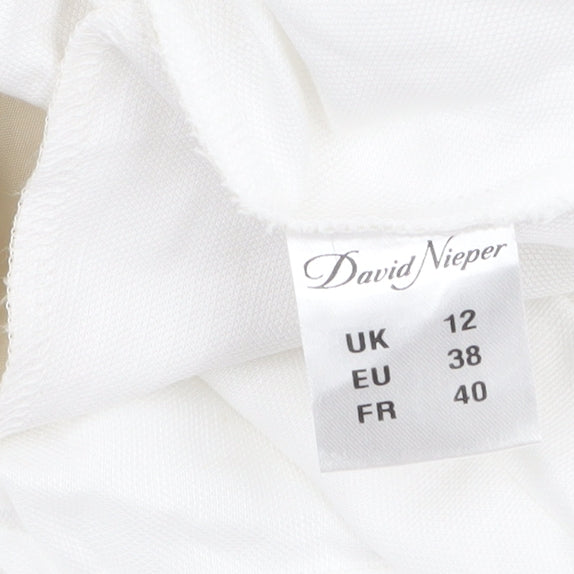 David Nieper
UK 12
EU 38
FR 40